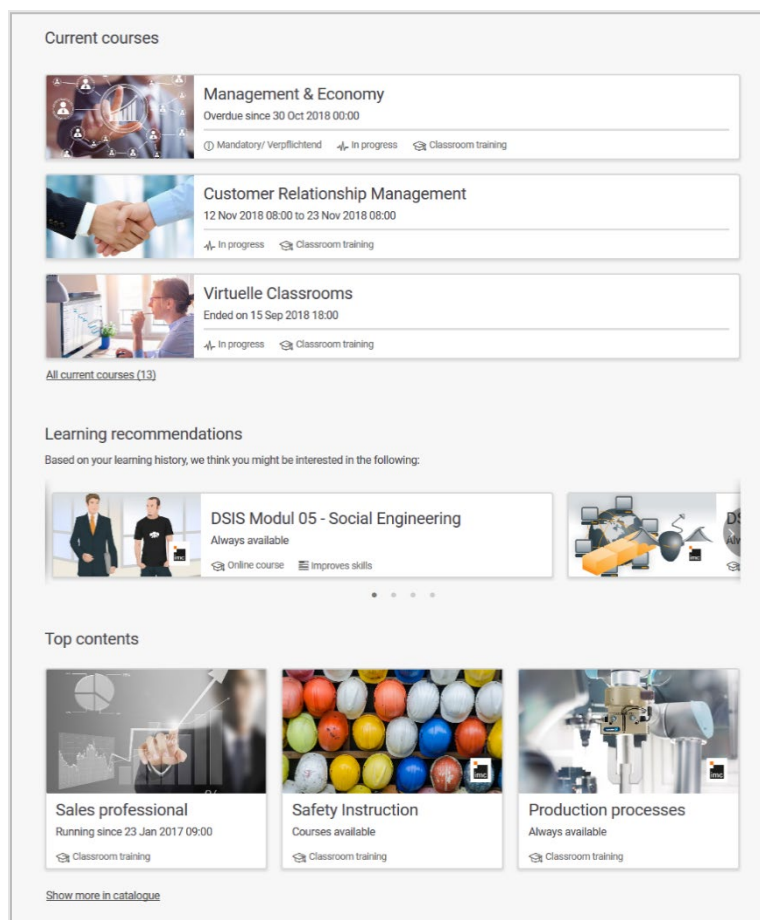 Current courses
Management & Economy
Overdue since 30 Oct 2018 00:00
Mandatory/ Verpflichtend In progress Classroom training
Customer Relationship Management
12 Nov 2018 08:00 to 23 Nov 2018 08:00
In progress Classroom training
Virtuelle Classrooms
Ended on 15 Sep 2018 18:00
In progress Classroom training
All current courses (13)
Learning recommendations
Based on your learning history, we think you might be interested in the following:
DSIS Modul 05 - Social Engineering
Always available
Online course Improves skills
imc
imc
Top contents
imc
imc
Sales professional
Running since 23 Jan 2017 09:00
Classroom training
Safety Instruction
Courses available
Classroom training
Production processes
Always available
Classroom training
Show more in catalogue